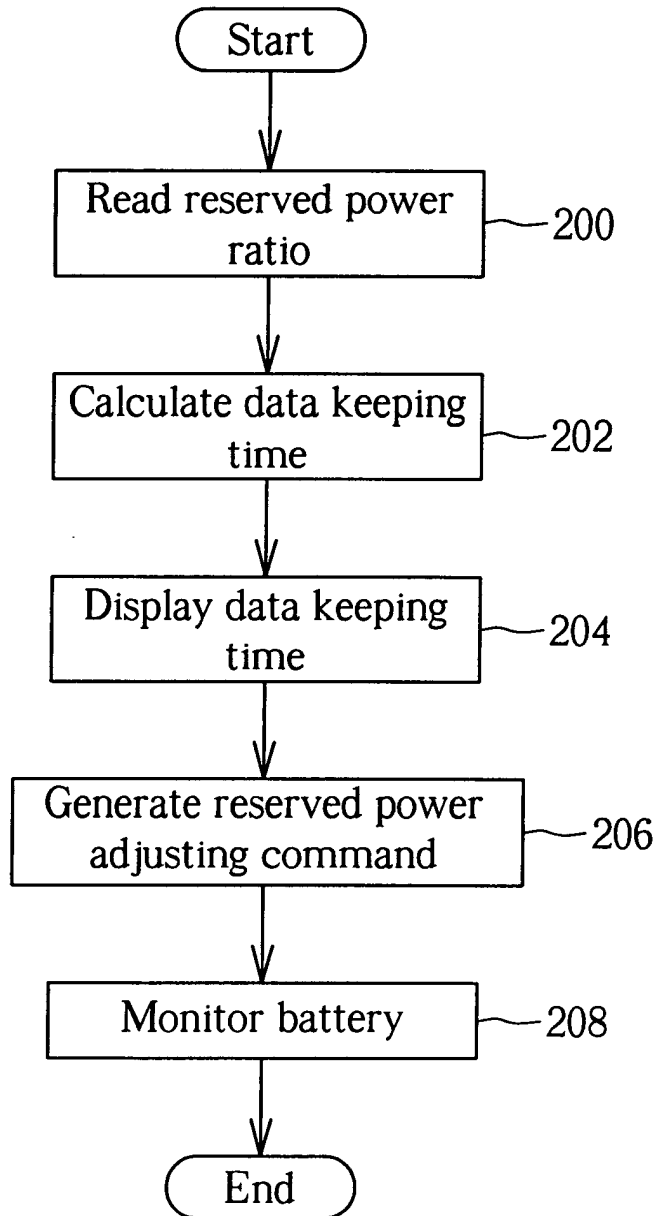 Start
Read reserved power
ratio
200
Calculate data keeping
time
202
Display data keeping
time
204
Generate reserved power
adjusting command
206
Monitor battery
208
End